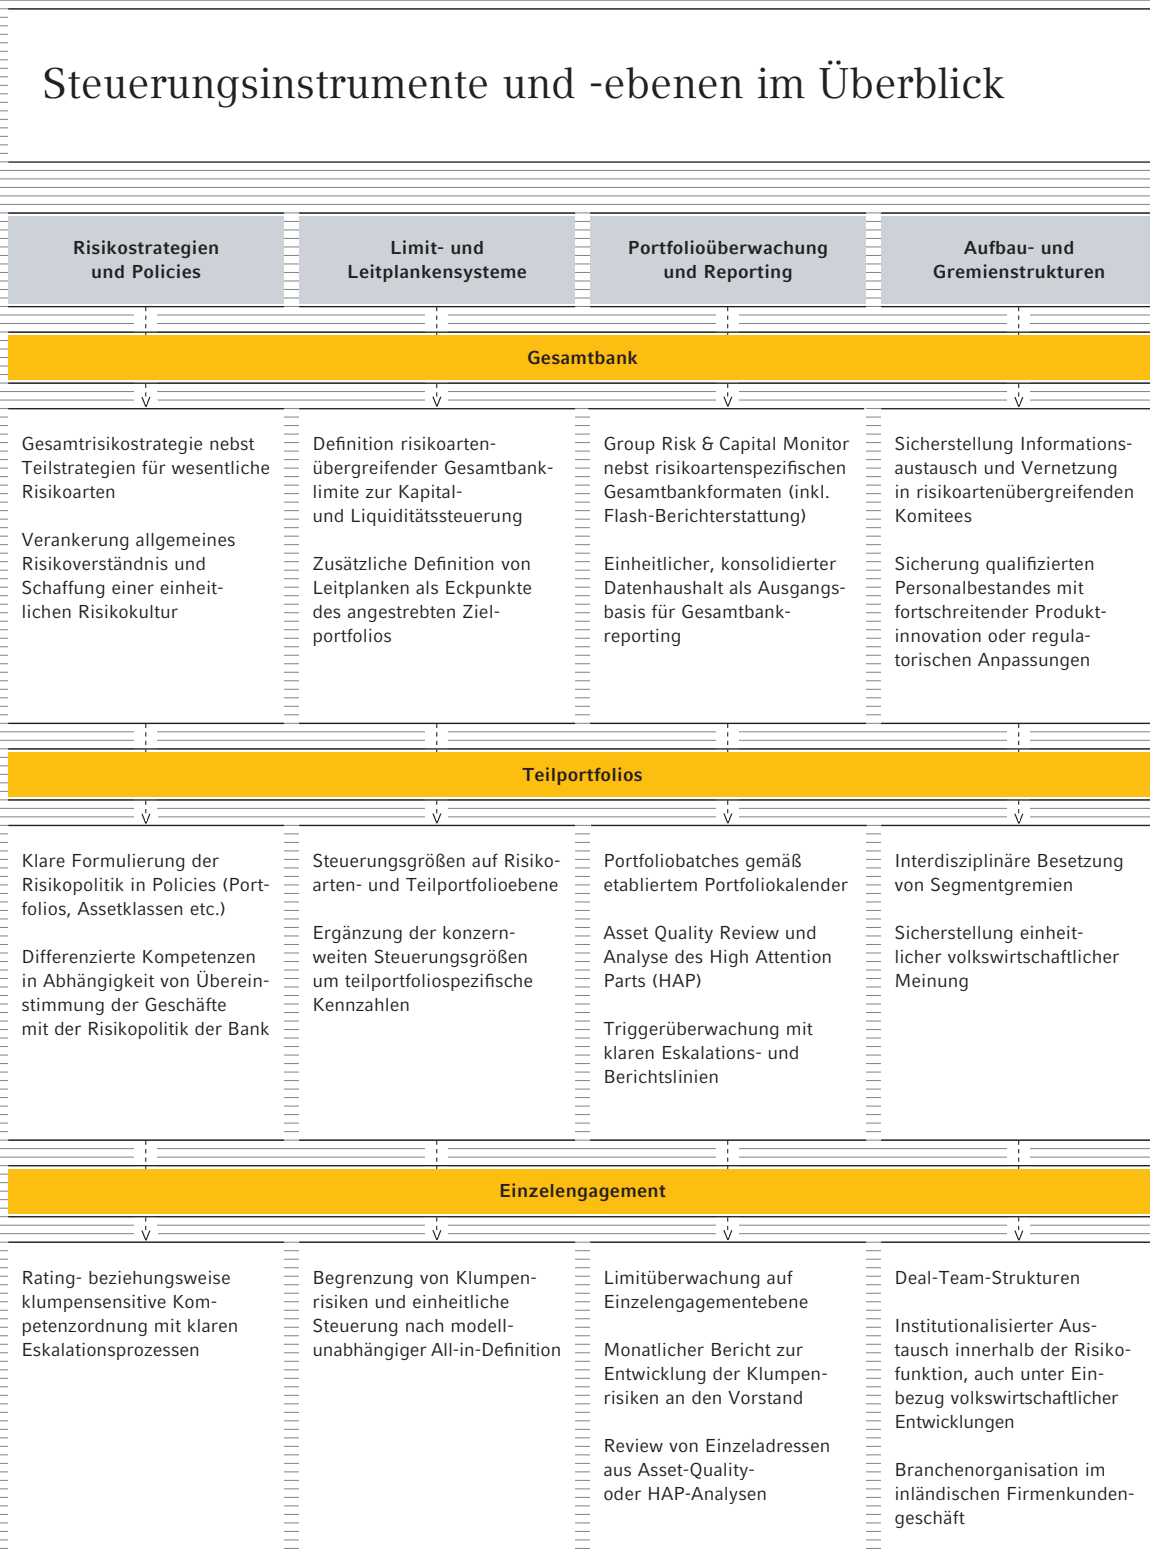 Steuerungsinstrumente und -ebenen im Überblick
Risikostrategien
und Policies
Limit- und
Leitplankensysteme
Portfolioüberwachung
und Reporting
Aufbau- und
Gremienstrukturen
Gesamtbank
Gesamtrisikostrategie nebst
Teilstrategien für wesentliche
Risikoarten
Verankerung allgemeines
Risikoverständnis und
Schaffung einer einheit-
lichen Risikokultur
Definition risikoarten-
übergreifender Gesamtbank-
limite zur Kapital-
und Liquiditätssteuerung
Zusätzliche Definition von
Leitplanken als Eckpunkte
des angestrebten Ziel-
portfolios
Group Risk & Capital Monitor
nebst risikoartenspezifischen
Gesamtbankformaten (inkl.
Flash-Berichterstattung)
Einheitlicher, konsolidierter
Datenhaushalt als Ausgangs-
basis für Gesamtbank-
reporting
Sicherstellung Informations-
austausch und Vernetzung
in risikoartenübergreifenden
Komitees
Sicherung qualifizierten
Personalbestandes mit
fortschreitender Produkt-
innovation oder regula-
torischen Anpassungen
Teilportfolios
Klare Formulierung der
Risikopolitik in Policies (Port-
folios, Assetklassen etc.)
Differenzierte Kompetenzen
in Abhängigkeit von Überein-
stimmung der Geschäfte
mit der Risikopolitik der Bank
Steuerungsgrößen auf Risiko-
arten- und Teilportfolioebene
Ergänzung der konzern-
weiten Steuerungsgrößen
um teilportfoliospezifische
Kennzahlen
Portfoliobatches gemäß
etabliertem Portfoliokalender
Asset Quality Review und
Analyse des High Attention
Parts (HAP)
Triggerüberwachung mit
klaren Eskalations- und
Berichtslinien
Interdisziplinäre Besetzung
von Segmentgremien
Sicherstellung einheit-
licher volkswirtschaftlicher
Meinung
Einzelengagement
Rating- beziehungsweise
klumpensensitive Kom-
petenzordnung mit klaren
Eskalationsprozessen
Begrenzung von Klumpen-
risiken und einheitliche
Steuerung nach modell-
unabhängiger All-in-Definition
Limitüberwachung auf
Einzelengagementebene
Monatlicher Bericht zur
Entwicklung der Klumpen-
risiken an den Vorstand
Review von Einzeladressen
aus Asset-Quality-
oder HAP-Analysen
Deal-Team-Strukturen
Institutionalisierter Aus-
tausch innerhalb der Risiko-
funktion, auch unter Ein-
bezug volkswirtschaftlicher
Entwicklungen
Branchenorganisation im
inländischen Firmenkunden-
geschäft